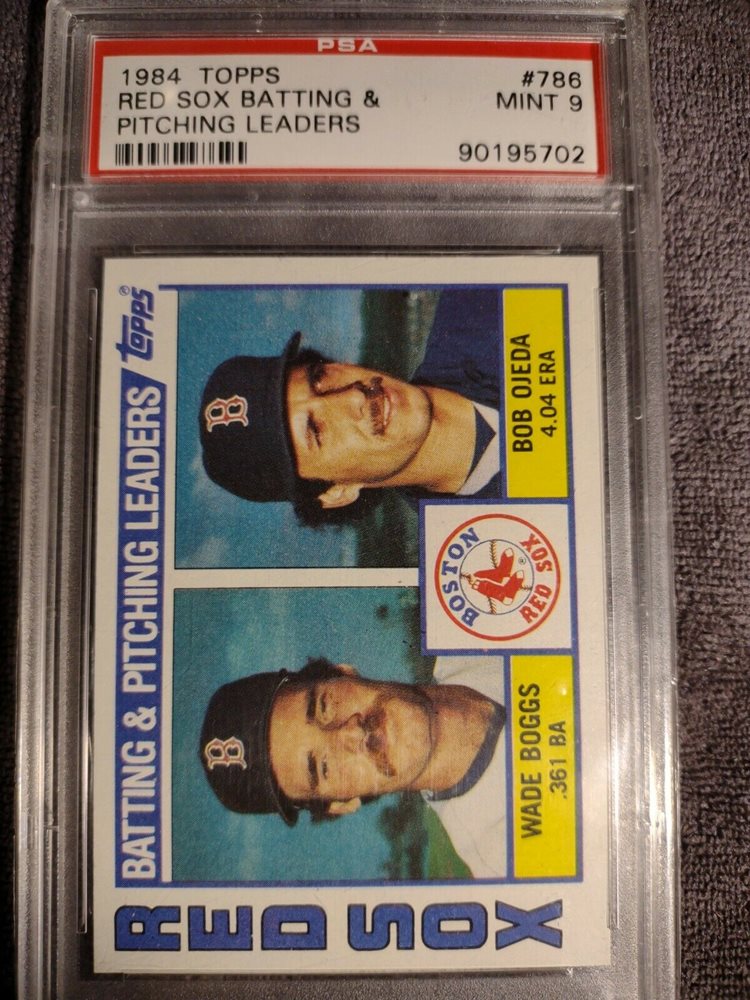 PSA
1984 TOPPS #786
RED SOX BATTING & MINT 9
PITCHING LEADERS
90195702
BATTING & PITCHING LEADERS Topps®
B
B
WADE BOGGS
.361 BA
BOSTON
RED SOX
®
BOB OJEDA
4.04 ERA
RED SOX